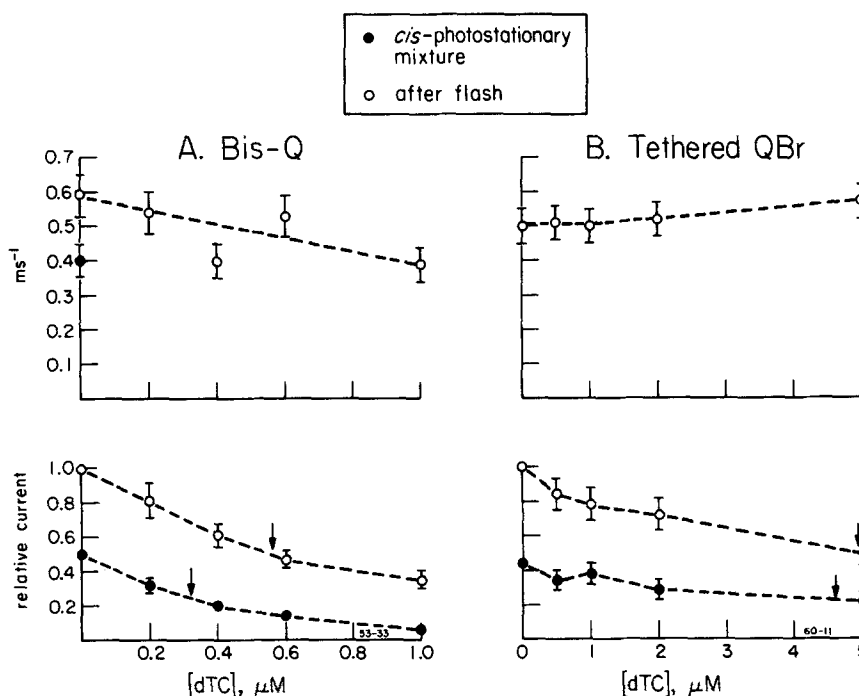 cis-photostationary
mixture
after flash
A. Bis-Q
B. Tethered QBr
0.7
0.6
0.5
0.4
0.3
0.2
0.1
ms⁻¹
1.0
0.8
0.6
0.4
0.2
relative current
53-33
60-11
0.2 0.4 0.6 0.8 1.0
0 1 2 3 4 5
[dTC], μM
[dTC], μM